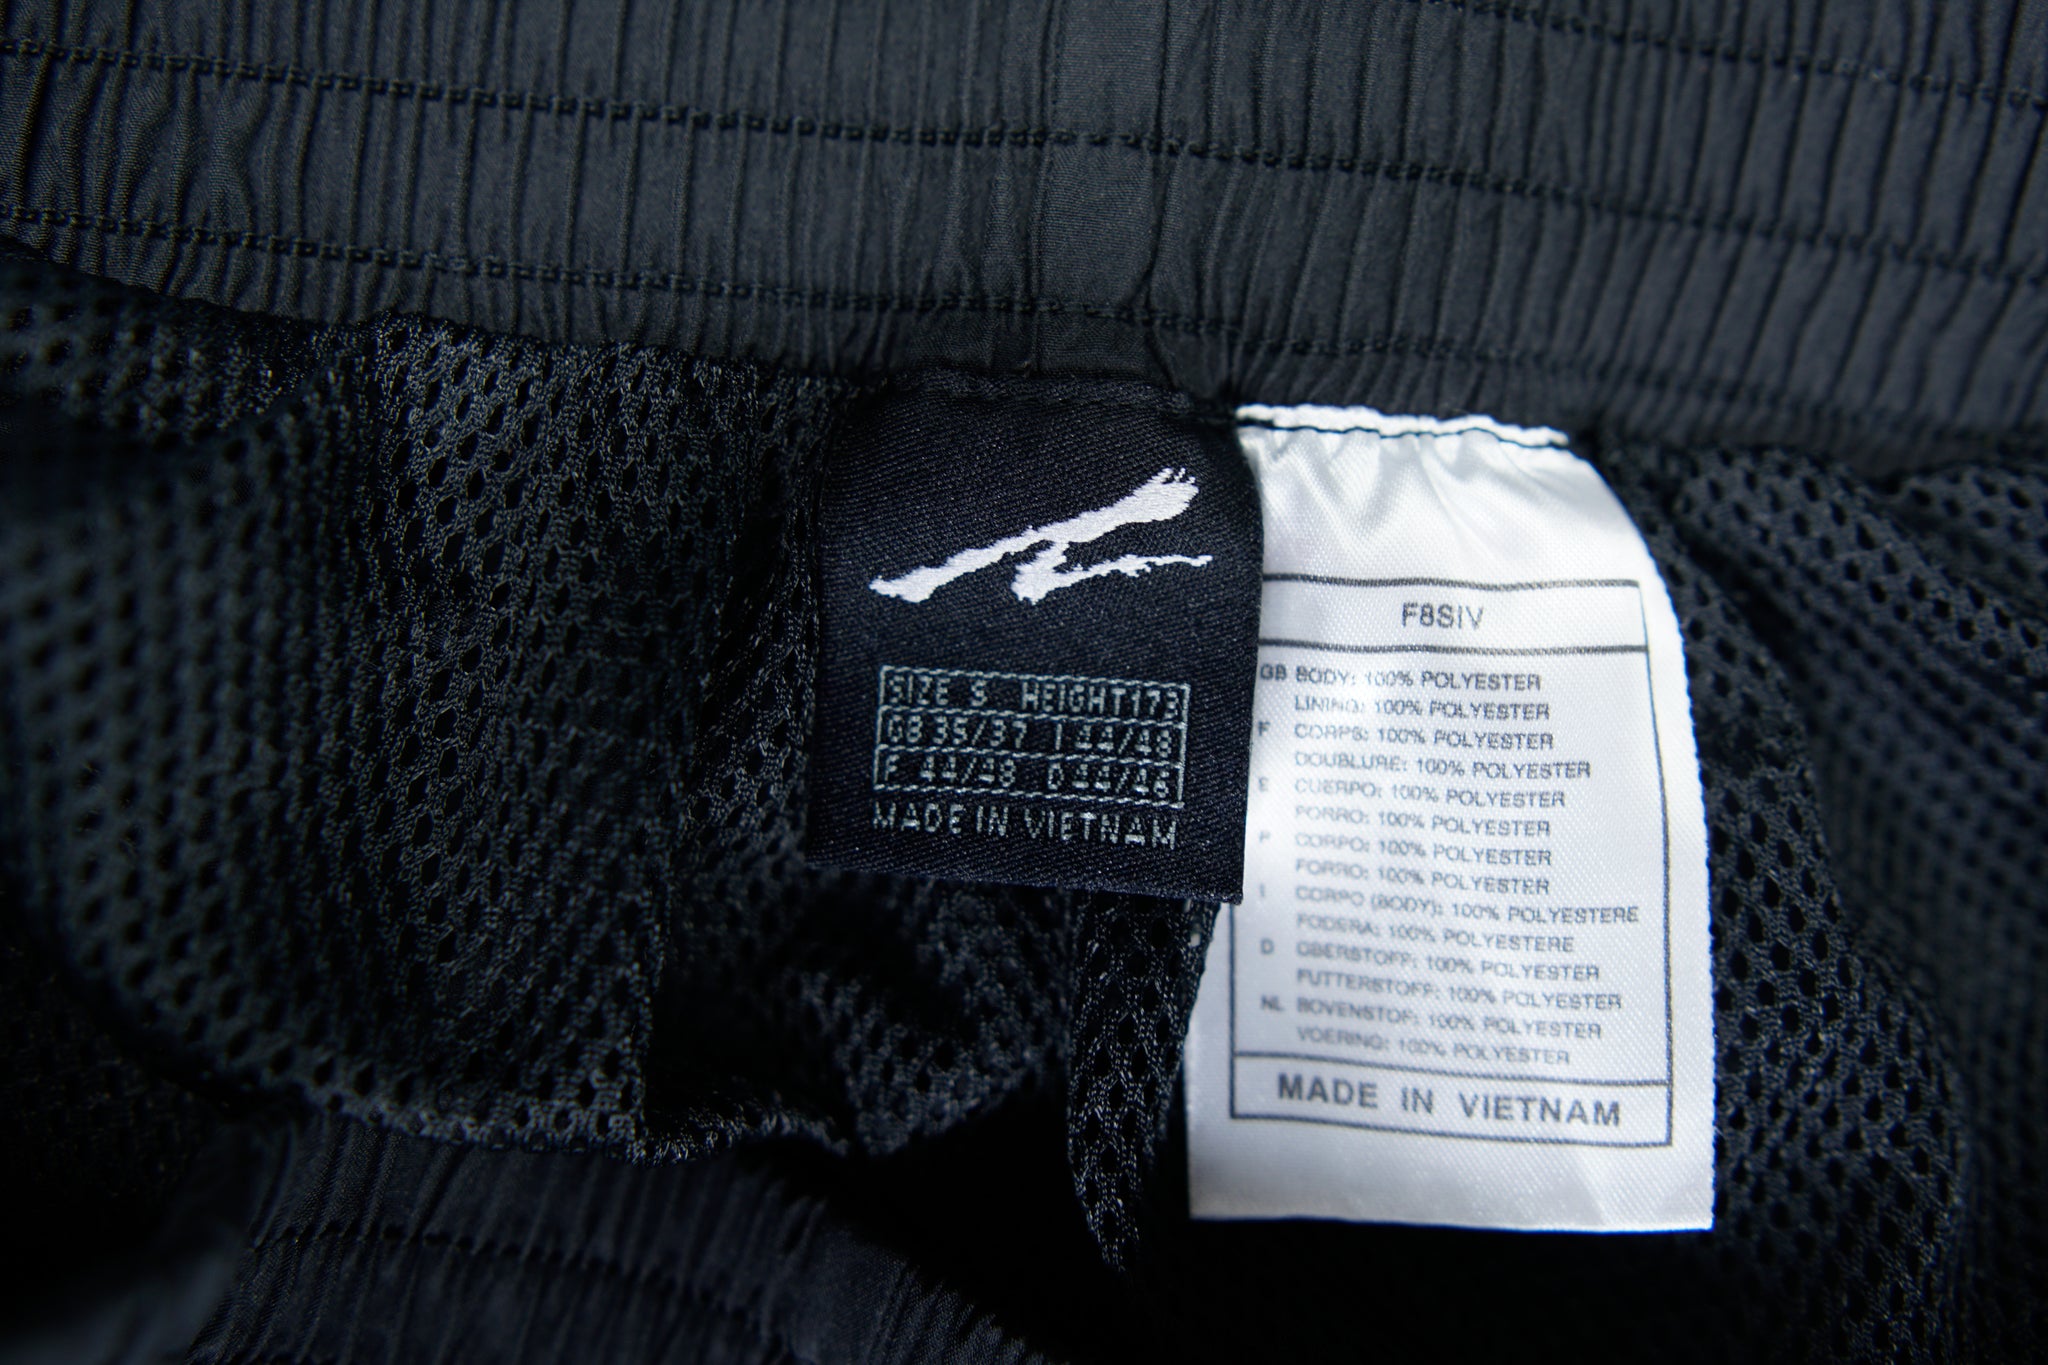 SIZE S HEIGHT 173
GB 35/37 I 44/48
F 44/48 D 44/46
MADE IN VIETNAM
F8SIV
GB BODY: 100% POLYESTER
LINING: 100% POLYESTER
F CORPS: 100% POLYESTER
DOUBLURE: 100% POLYESTER
E CUERPO: 100% POLYESTER
FORRO: 100% POLYESTER
P CORPO: 100% POLYESTER
FORRO: 100% POLYESTER
I CORPO (BODY): 100% POLYESTERE
FODERA: 100% POLYESTERE
D OBERSTOFF: 100% POLYESTER
FUTTERSTOFF: 100% POLYESTER
NL BOVENSTOF: 100% POLYESTER
VOERING: 100% POLYESTER
MADE IN VIETNAM